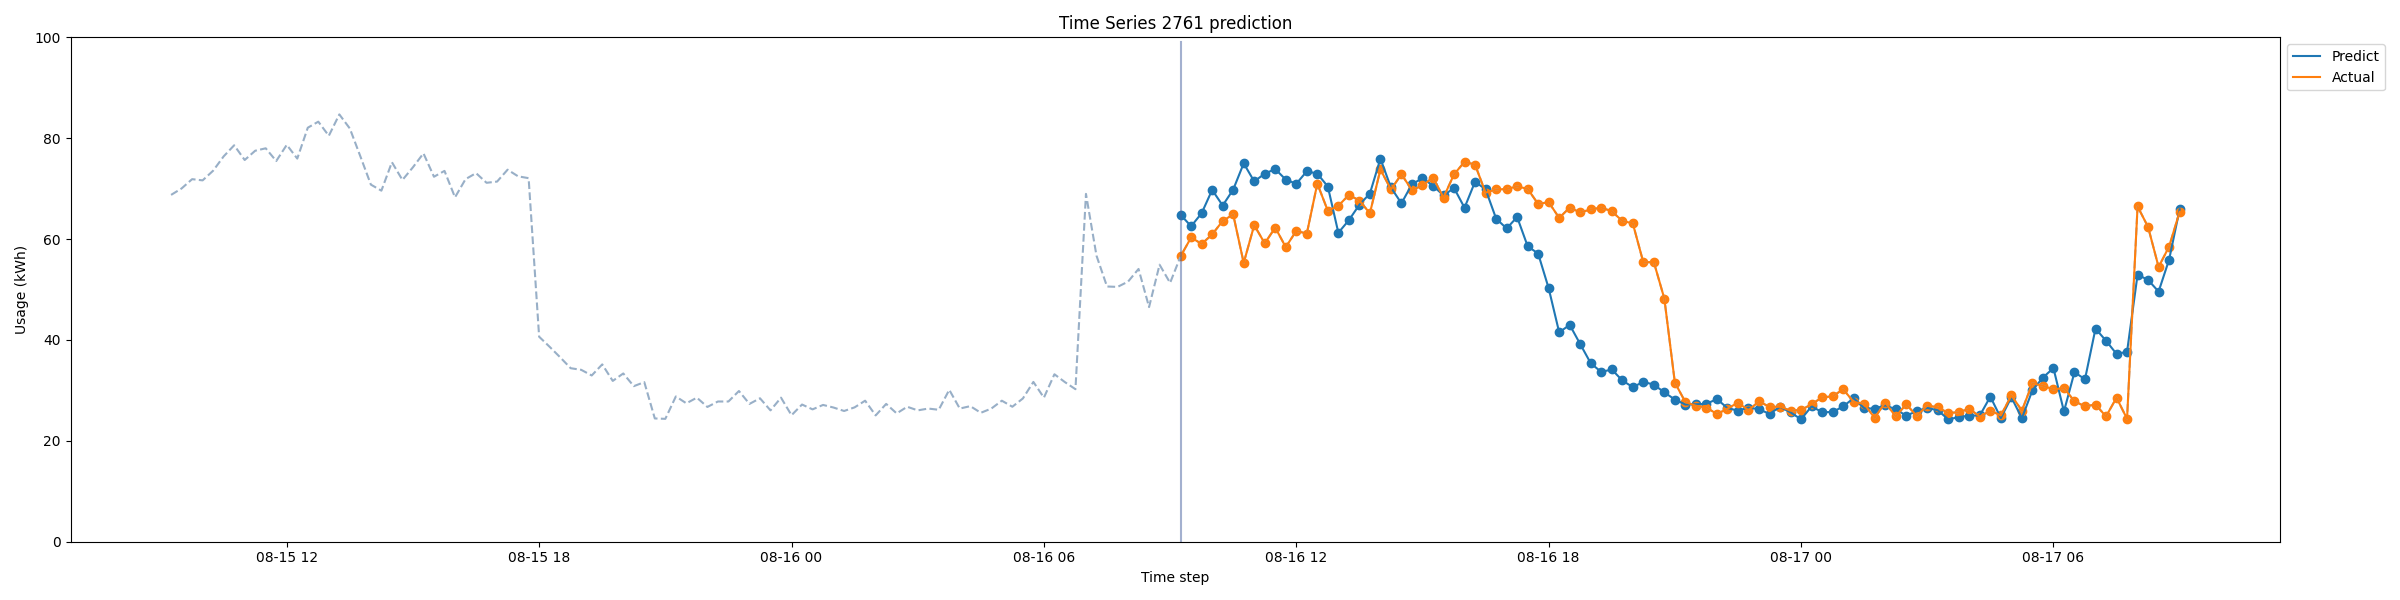 Time Series 2761 prediction
100
80
60
40
20
0
Usage (kWh)
Predict
Actual
08-15 12
08-15 18
08-16 00
08-16 06
08-16 12
08-16 18
08-17 00
08-17 06
Time step